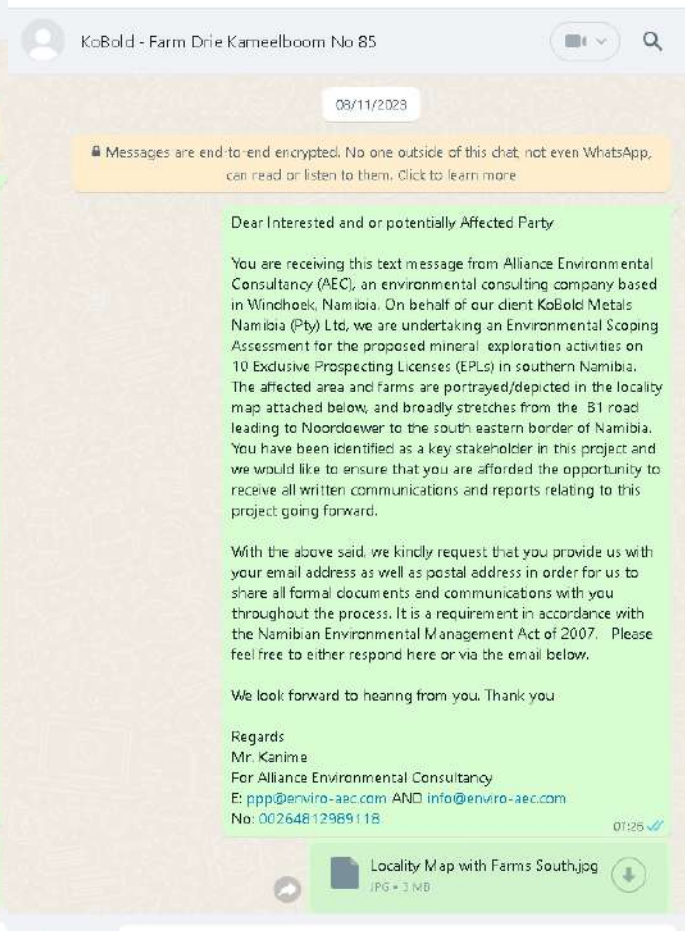 KoBold - Farm Drie Kameelboom No 85
08/11/2023
Messages are end-to-end encrypted. No one outside of this chat, not even WhatsApp,
can read or listen to them. Click to learn more
Dear Interested and or potentially Affected Party
You are receiving this text message from Alliance Environmental
Consultancy (AEC), an environmental consulting company based
in Windhoek, Namibia. On behalf of our client KoBold Metals
Namibia (Pty) Ltd, we are undertaking an Environmental Scoping
Assessment for the proposed mineral exploration activities on
10 Exclusive Prospecting Licenses (EPLs) in southern Namibia.
The affected area and farms are portrayed/depicted in the locality
map attached below, and broadly stretches from the B1 road
leading to Noordoewer to the south eastern border of Namibia.
You have been identified as a key stakeholder in this project and
we would like to ensure that you are afforded the opportunity to
receive all written communications and reports relating to this
project going forward.
With the above said, we kindly request that you provide us with
your email address as well as postal address in order for us to
share all formal documents and communications with you
throughout the process. It is a requirement in accordance with
the Namibian Environmental Management Act of 2007. Please
feel free to either respond here or via the email below.
We look forward to hearing from you. Thank you
Regards
Mr. Kanime
For Alliance Environmental Consultancy
E: ppp@enviro-aec.com AND info@enviro-aec.com
No: 00264812989118
07:26
Locality Map with Farms South.jpg
JPG • 3 MB